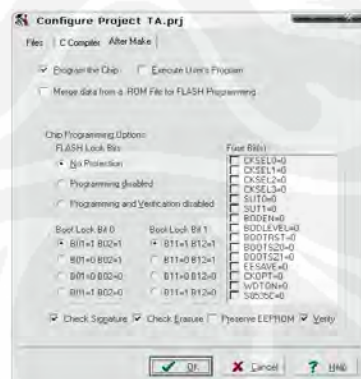 Configure Project TA.prj
Files C Compiler After Make
Program the Chip Execute User's Program
Merge data from a .ROM File for FLASH Programming
Chip Programming Options
FLASH Lock Bits
No Protection
Programming disabled
Programming and Verification disabled
Boot Lock Bit 0 Boot Lock Bit 1
B01=1 B02=1 B11=1 B12=1
B01=0 B02=1 B11=0 B12=1
B01=0 B02=0 B11=0 B12=0
B01=1 B02=0 B11=1 B12=0
Fuse Bit(s)
CKSEL0=0
CKSEL1=0
CKSEL2=0
CKSEL3=0
SUT0=0
SUT1=0
BODEN=0
BODLEVEL=0
BOOTRST=0
BOOTSZ0=0
BOOTSZ1=0
EESAVE=0
CKOPT=0
WDTON=0
S8535C=0
Check Signature Check Erasure Preserve EEPROM Verify
OK Cancel Help